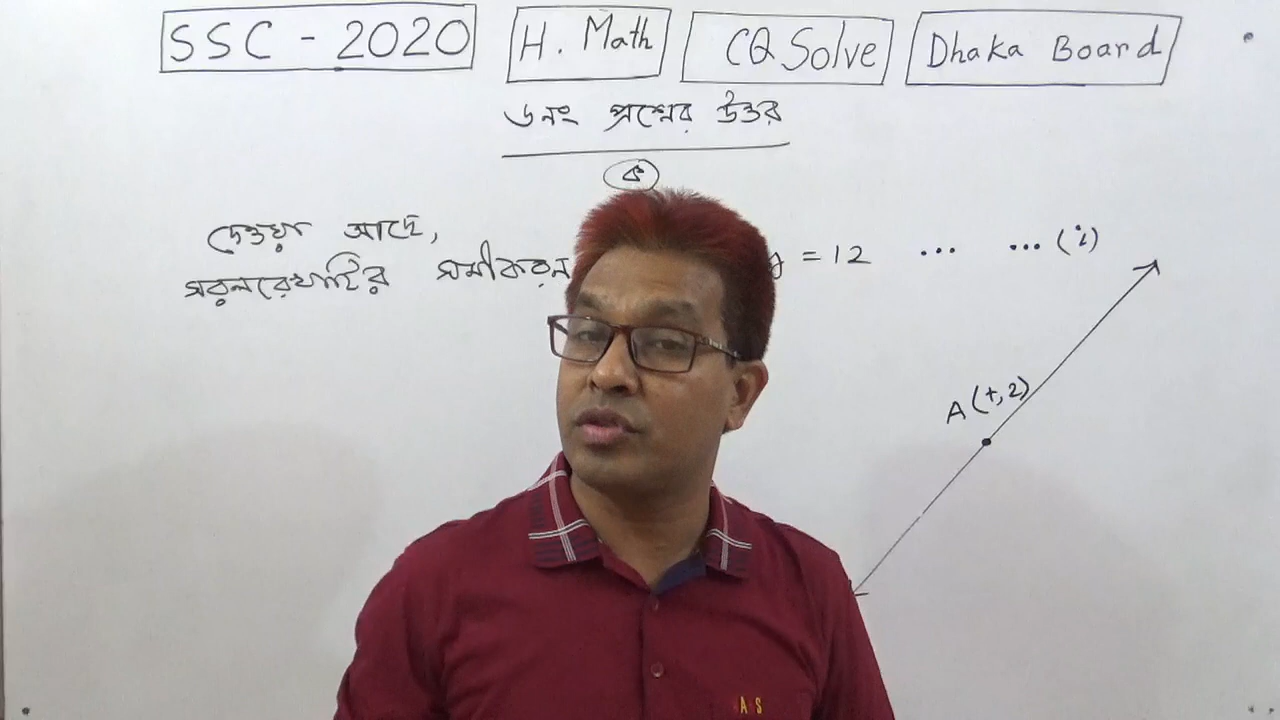 SSC - 2020 H. Math CQ Solve Dhaka Board
৬নং প্রশ্নের উত্তর
ক
দেওয়া আছে,
সরলরেখাটির সমীকরণ y = 12 ... ... (i)
A(t,2)
A S